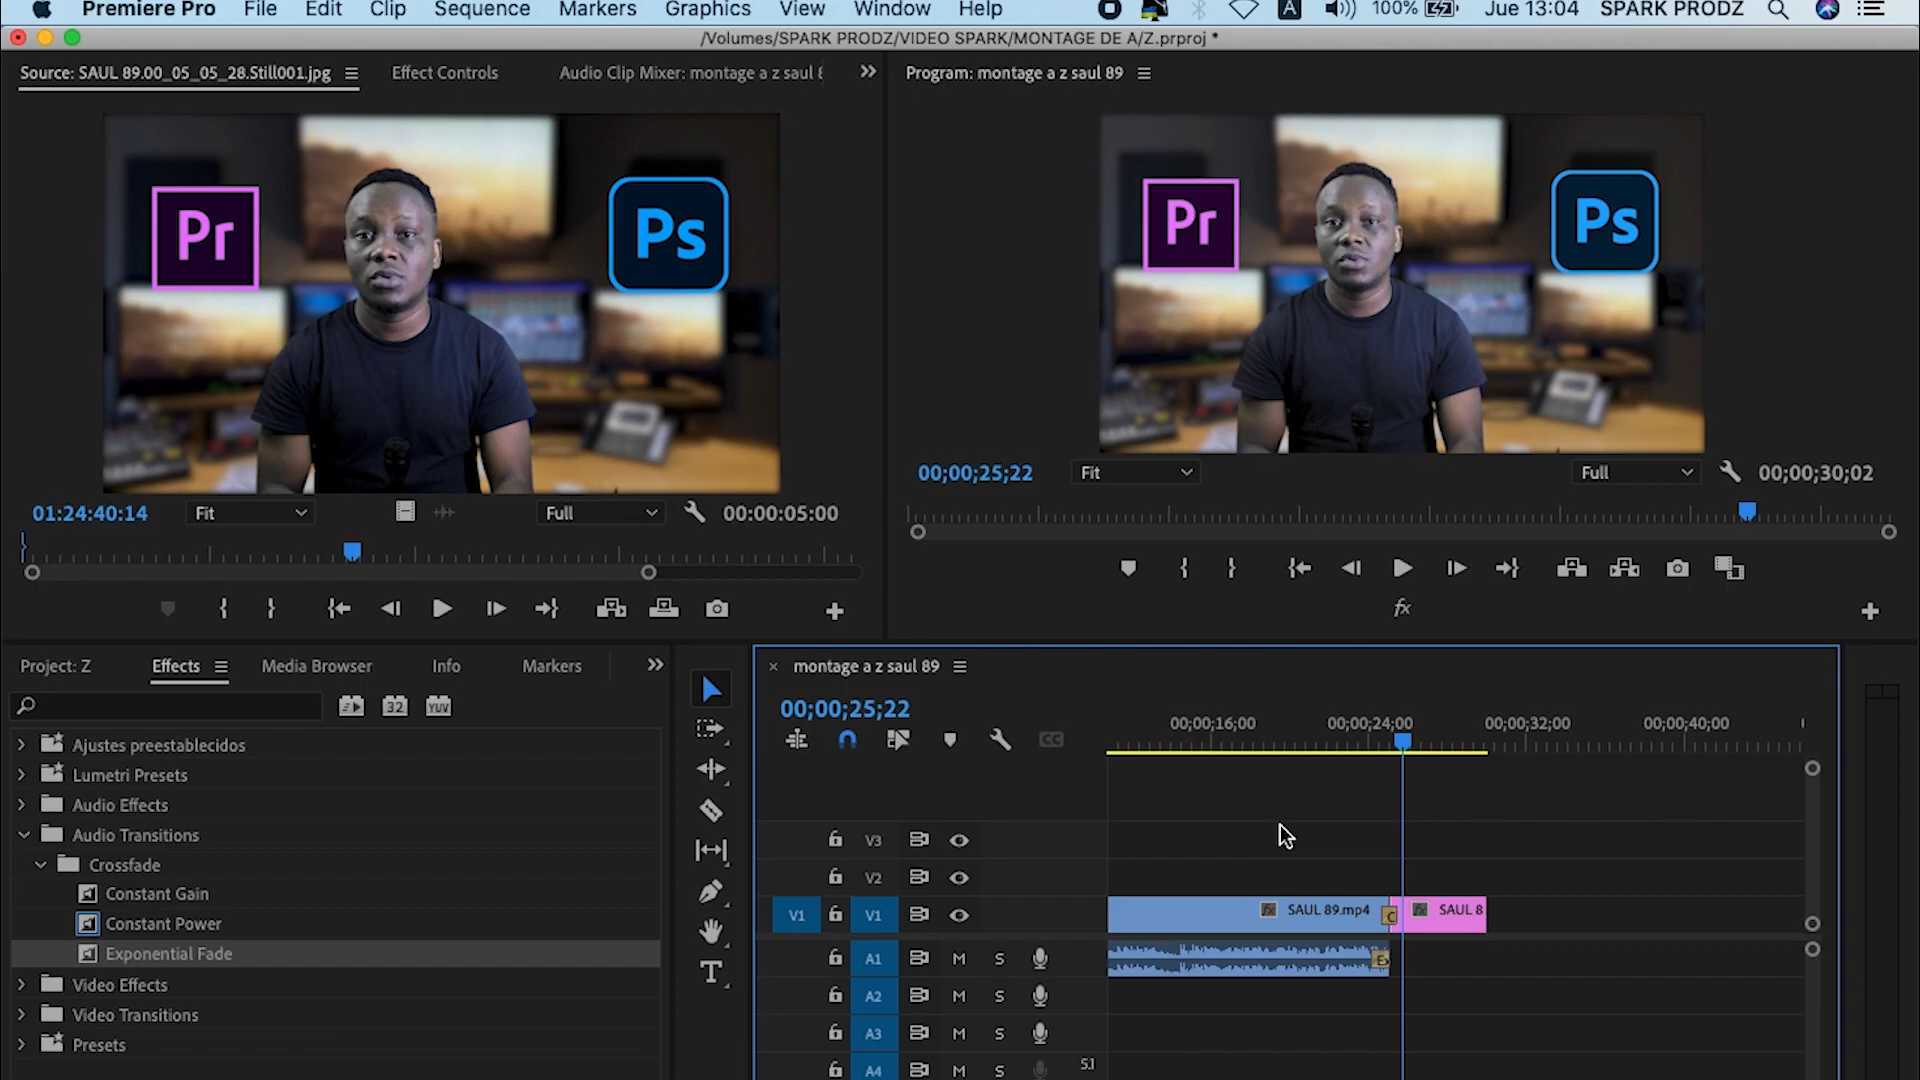 Premiere Pro File Edit Clip Sequence Markers Graphics View Window Help A 100% Jue 13:04 SPARK PRODZ
/Volumes/SPARK PRODZ/VIDEO SPARK/MONTAGE DE A/Z.prproj *
Source: SAUL 89.00_05_05_28.Still001.jpg Effect Controls Audio Clip Mixer: montage a z saul 8 Program: montage a z saul 89
Pr Ps
Pr Ps
01:24:40:14 Fit Full 00:00:05:00
00;00;25;22 Fit Full 00;00;30;02
fx
Project: Z Effects Media Browser Info Markers
32 YUV
Ajustes preestablecidos
Lumetri Presets
Audio Effects
Audio Transitions
Crossfade
Constant Gain
Constant Power
Exponential Fade
Video Effects
Video Transitions
Presets
T
× montage a z saul 89
00;00;25;22
00;00;16;00 00;00;24;00 00;00;32;00 00;00;40;00
CC
V3
V2
V1 V1 fx SAUL 89.mp4 C fx SAUL 8
A1 M S E
A2 M S
A3 M S
A4 M S 5.1